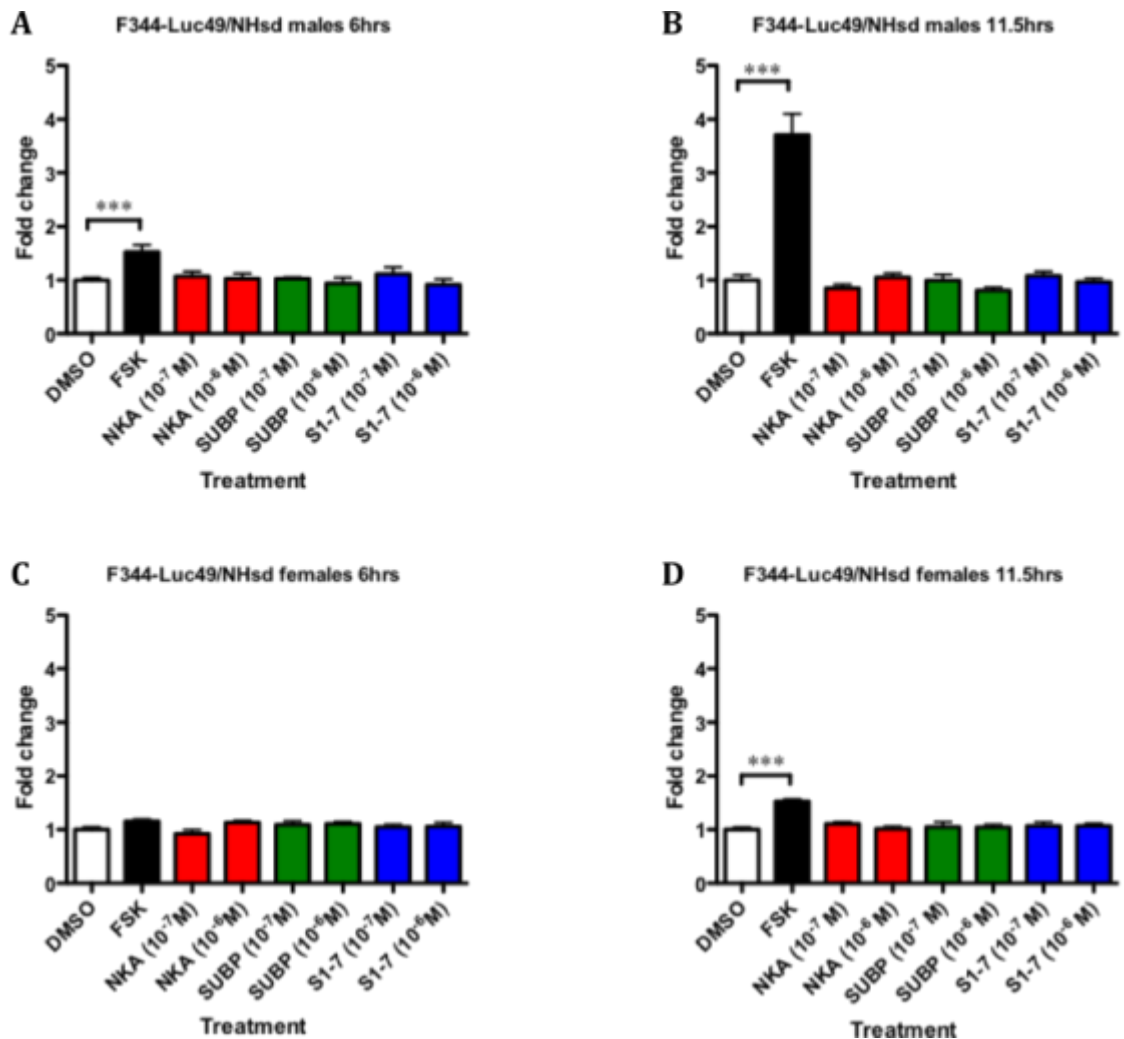 A
F344-Luc49/NHsd males 6hrs
5
4
3
2
1
0
Fold change
***
DMSO
FSK
NKA (10⁻⁷ M)
NKA (10⁻⁶ M)
SUBP (10⁻⁷ M)
SUBP (10⁻⁶ M)
S1-7 (10⁻⁷ M)
S1-7 (10⁻⁶ M)
Treatment
B
F344-Luc49/NHsd males 11.5hrs
5
4
3
2
1
0
Fold change
***
DMSO
FSK
NKA (10⁻⁷ M)
NKA (10⁻⁶ M)
SUBP (10⁻⁷ M)
SUBP (10⁻⁶ M)
S1-7 (10⁻⁷ M)
S1-7 (10⁻⁶ M)
Treatment
C
F344-Luc49/NHsd females 6hrs
5
4
3
2
1
0
Fold change
DMSO
FSK
NKA (10⁻⁷M)
NKA (10⁻⁶M)
SUBP (10⁻⁷M)
SUBP (10⁻⁶M)
S1-7 (10⁻⁷M)
S1-7 (10⁻⁶M)
Treatment
D
F344-Luc49/NHsd females 11.5hrs
5
4
3
2
1
0
Fold change
***
DMSO
FSK
NKA (10⁻⁷ M)
NKA (10⁻⁶ M)
SUBP (10⁻⁷ M)
SUBP (10⁻⁶ M)
S1-7 (10⁻⁷ M)
S1-7 (10⁻⁶ M)
Treatment